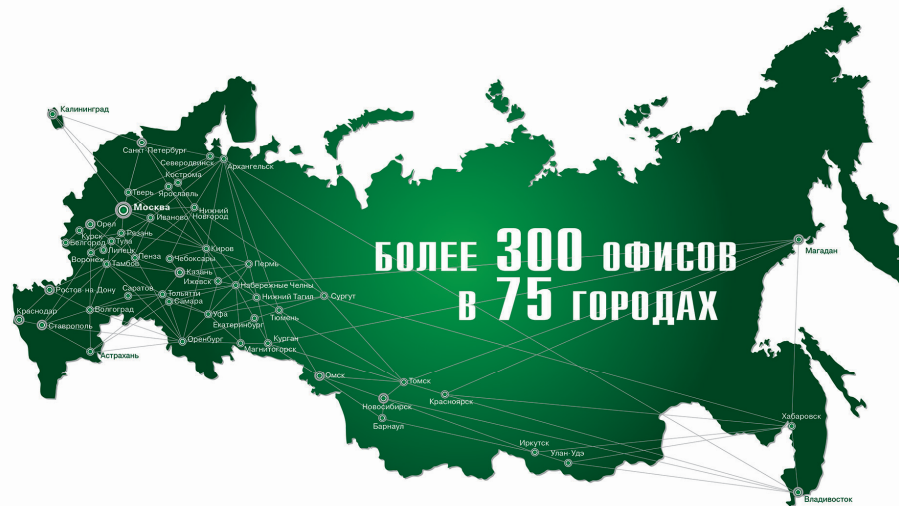 Калининград
Санкт-Петербург
Северодвинск
Архангельск
Кострома
Тверь
Ярославль
Москва
Иваново
Нижний
Новгород
Орел
Курск
Рязань
Белгород
Тула
Липецк
Воронеж
Тамбов
Пенза
Чебоксары
Киров
Казань
Пермь
Ижевск
Набережные Челны
БОЛЕЕ 300 ОФИСОВ
В 75 ГОРОДАХ
Магадан
Ростов-на-Дону
Саратов
Тольятти
Самара
Нижний Тагил
Сургут
Краснодар
Волгоград
Ставрополь
Уфа
Екатеринбург
Тюмень
Астрахань
Оренбург
Курган
Магнитогорск
Омск
Томск
Новосибирск
Красноярск
Барнаул
Хабаровск
Иркутск
Улан-Удэ
Владивосток